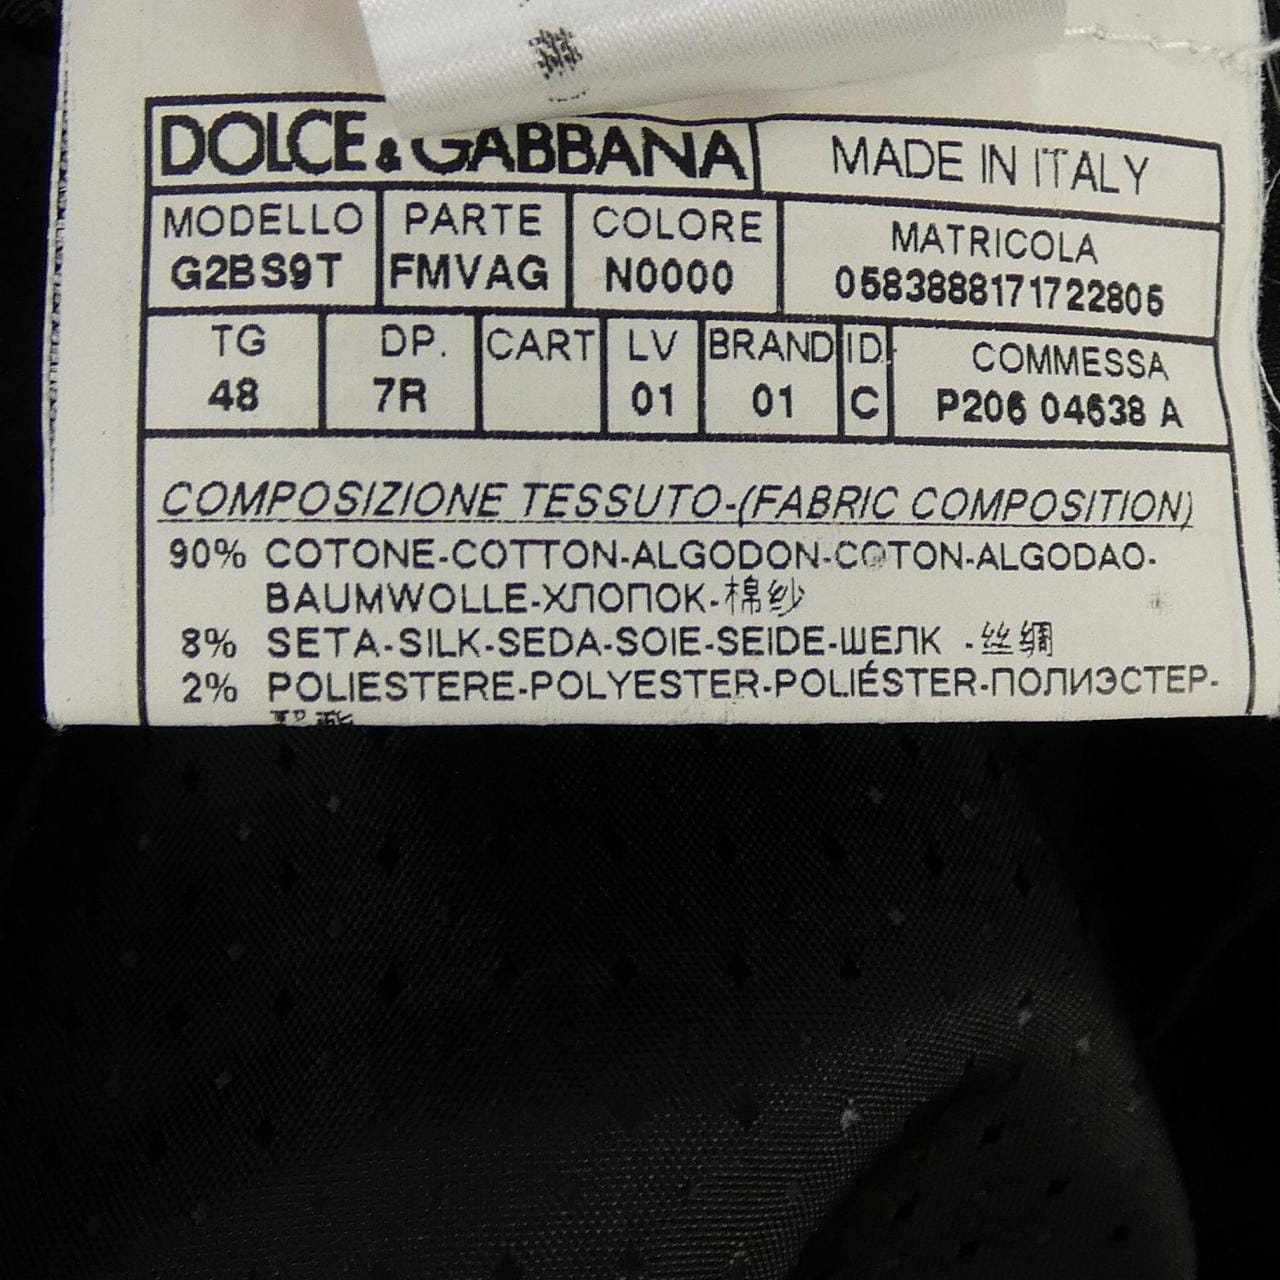 DOLCE & GABBANA MADE IN ITALY
MODELLO PARTE COLORE MATRICOLA
G2BS9T FMVAG N0000 0583888171722805
TG DP. CART LV BRAND ID COMMESSA
48 7R 01 01 C P206 04638 A
COMPOSIZIONE TESSUTO-(FABRIC COMPOSITION)
90% COTONE-COTTON-ALGODON-COTON-ALGODAO-
BAUMWOLLE-ХЛОПОК-棉纱
8% SETA-SILK-SEDA-SOIE-SEIDE-ШЕЛК -丝绸
2% POLIESTERE-POLYESTER-POLIÉSTER-ПОЛИЭСТЕР-